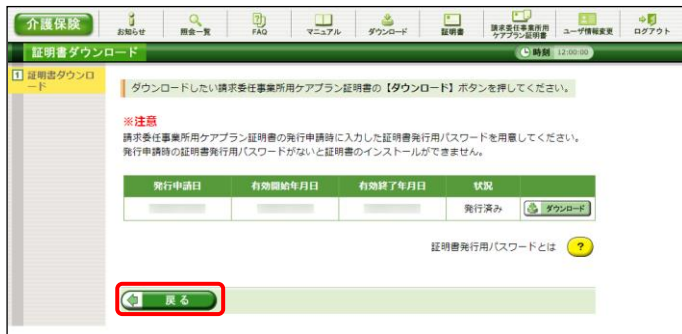 介護保険
お知らせ
照会一覧
FAQ
マニュアル
ダウンロード
証明書
請求委任事業所用
ケアプラン証明書
ユーザ情報変更
ログアウト
証明書ダウンロード
時刻 12:00:00
1 証明書ダウンロ
ード
ダウンロードしたい請求委任事業所用ケアプラン証明書の【ダウンロード】ボタンを押してください。
※注意
請求委任事業所用ケアプラン証明書の発行申請時に入力した証明書発行用パスワードを用意してください。
発行申請時の証明書発行用パスワードがないと証明書のインストールができません。
発行申請日 有効開始年月日 有効終了年月日 状況
発行済み ダウンロード
証明書発行用パスワードとは ?
戻る